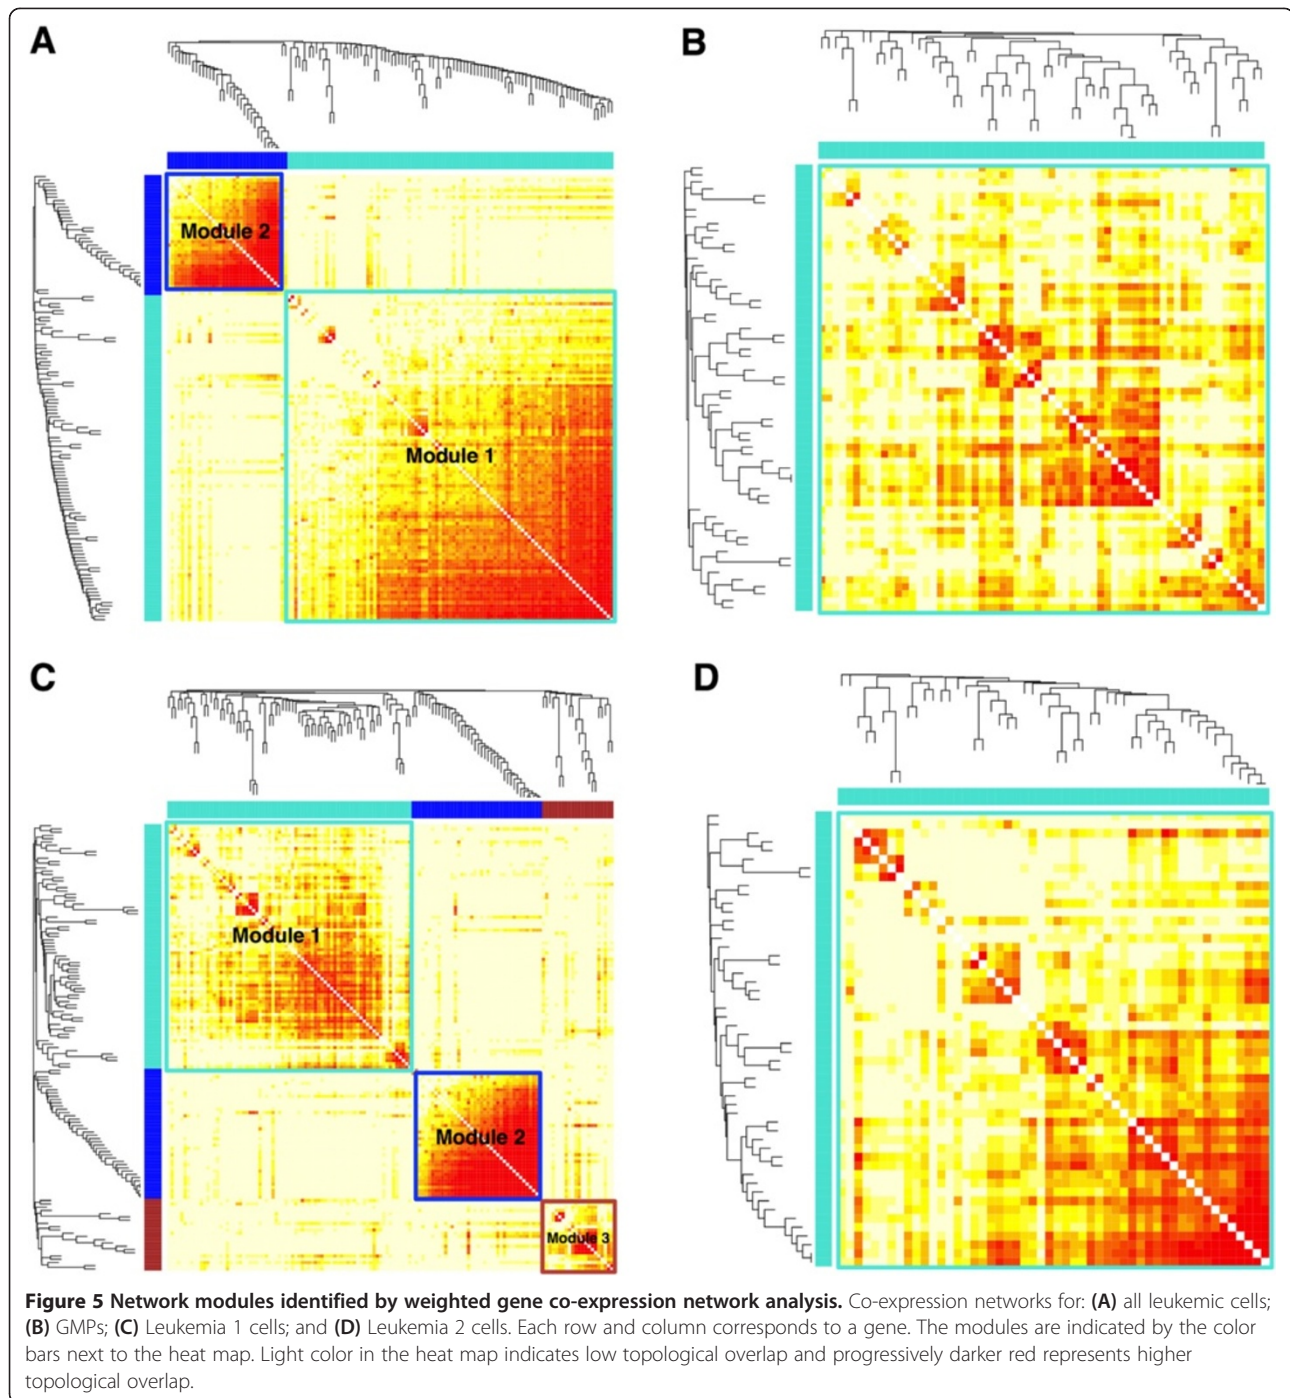 A
B
Module 2
Module 1
C
D
Module 1
Module 2
Module 3
Figure 5 Network modules identified by weighted gene co-expression network analysis. Co-expression networks for: (A) all leukemic cells;
(B) GMPs; (C) Leukemia 1 cells; and (D) Leukemia 2 cells. Each row and column corresponds to a gene. The modules are indicated by the color
bars next to the heat map. Light color in the heat map indicates low topological overlap and progressively darker red represents higher
topological overlap.